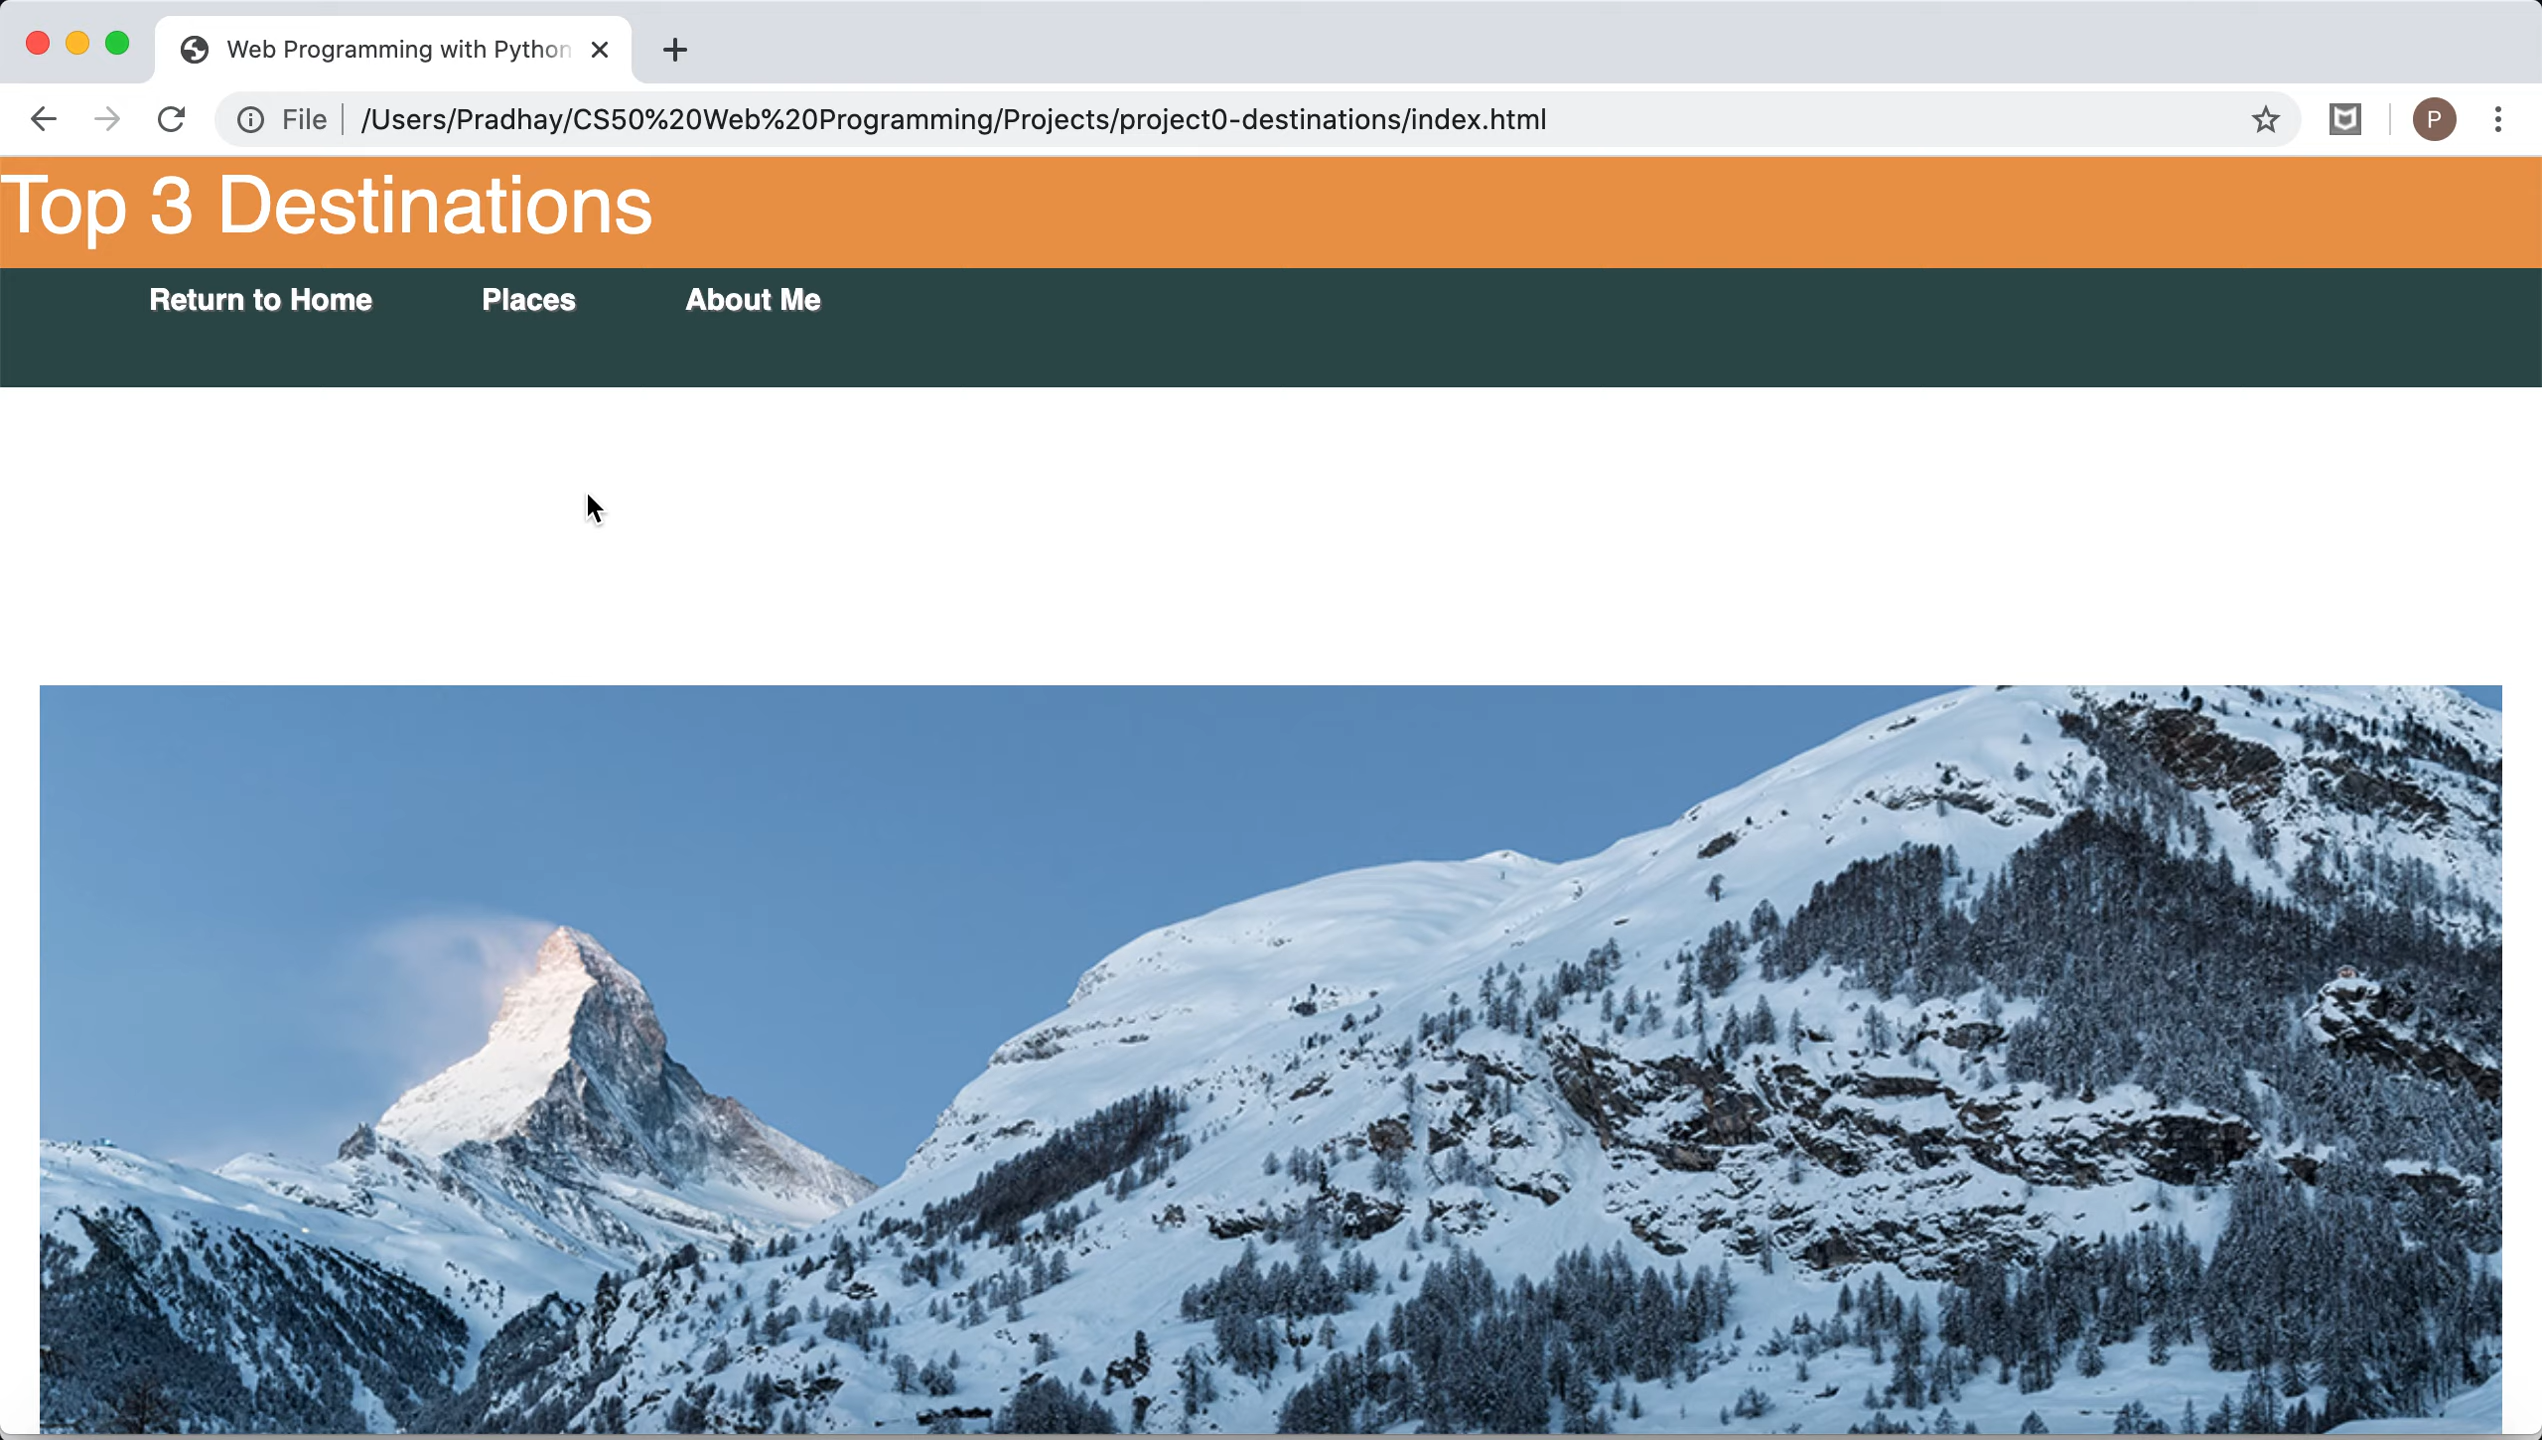 Web Programming with Python
File
/Users/Pradhay/CS50%20Web%20Programming/Projects/project0-destinations/index.html
P
Top 3 Destinations
Return to Home Places About Me